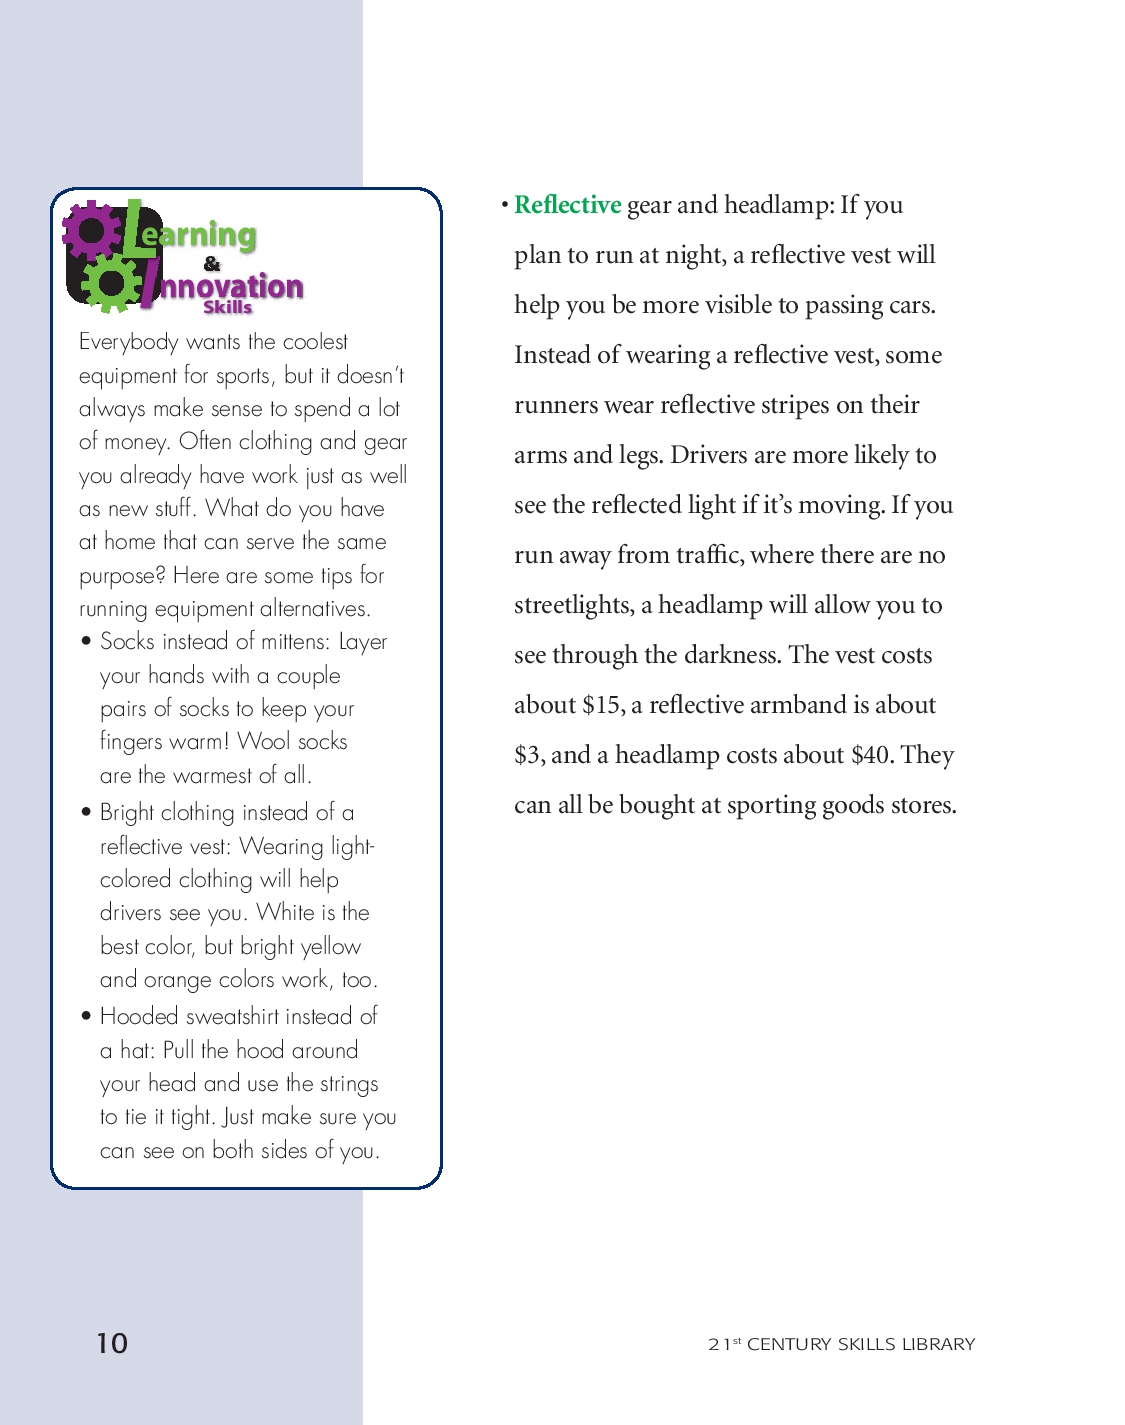 Learning
&
Innovation
Skills
Everybody wants the coolest
equipment for sports, but it doesn’t
always make sense to spend a lot
of money. Often clothing and gear
you already have work just as well
as new stuff. What do you have
at home that can serve the same
purpose? Here are some tips for
running equipment alternatives.
• Socks instead of mittens: Layer
your hands with a couple
pairs of socks to keep your
fingers warm! Wool socks
are the warmest of all.
• Bright clothing instead of a
reflective vest: Wearing light-
colored clothing will help
drivers see you. White is the
best color, but bright yellow
and orange colors work, too.
• Hooded sweatshirt instead of
a hat: Pull the hood around
your head and use the strings
to tie it tight. Just make sure you
can see on both sides of you.
• Reflective gear and headlamp: If you
plan to run at night, a reflective vest will
help you be more visible to passing cars.
Instead of wearing a reflective vest, some
runners wear reflective stripes on their
arms and legs. Drivers are more likely to
see the reflected light if it’s moving. If you
run away from traffic, where there are no
streetlights, a headlamp will allow you to
see through the darkness. The vest costs
about $15, a reflective armband is about
$3, and a headlamp costs about $40. They
can all be bought at sporting goods stores.
10
21st CENTURY SKILLS LIBRARY